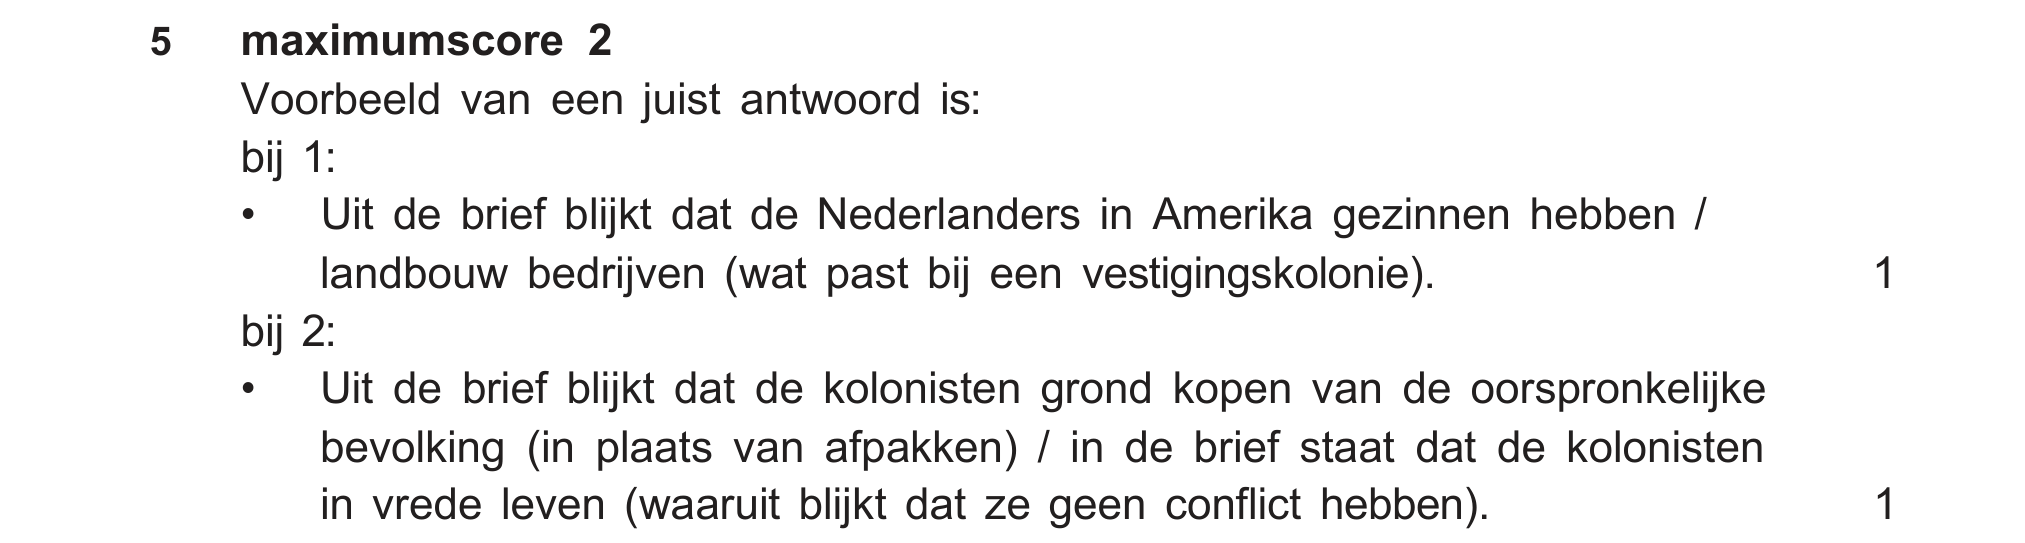 5 maximumscore 2
Voorbeeld van een juist antwoord is:
bij 1:
• Uit de brief blijkt dat de Nederlanders in Amerika gezinnen hebben /
landbouw bedrijven (wat past bij een vestigingskolonie). 1
bij 2:
• Uit de brief blijkt dat de kolonisten grond kopen van de oorspronkelijke
bevolking (in plaats van afpakken) / in de brief staat dat de kolonisten
in vrede leven (waaruit blijkt dat ze geen conflict hebben). 1